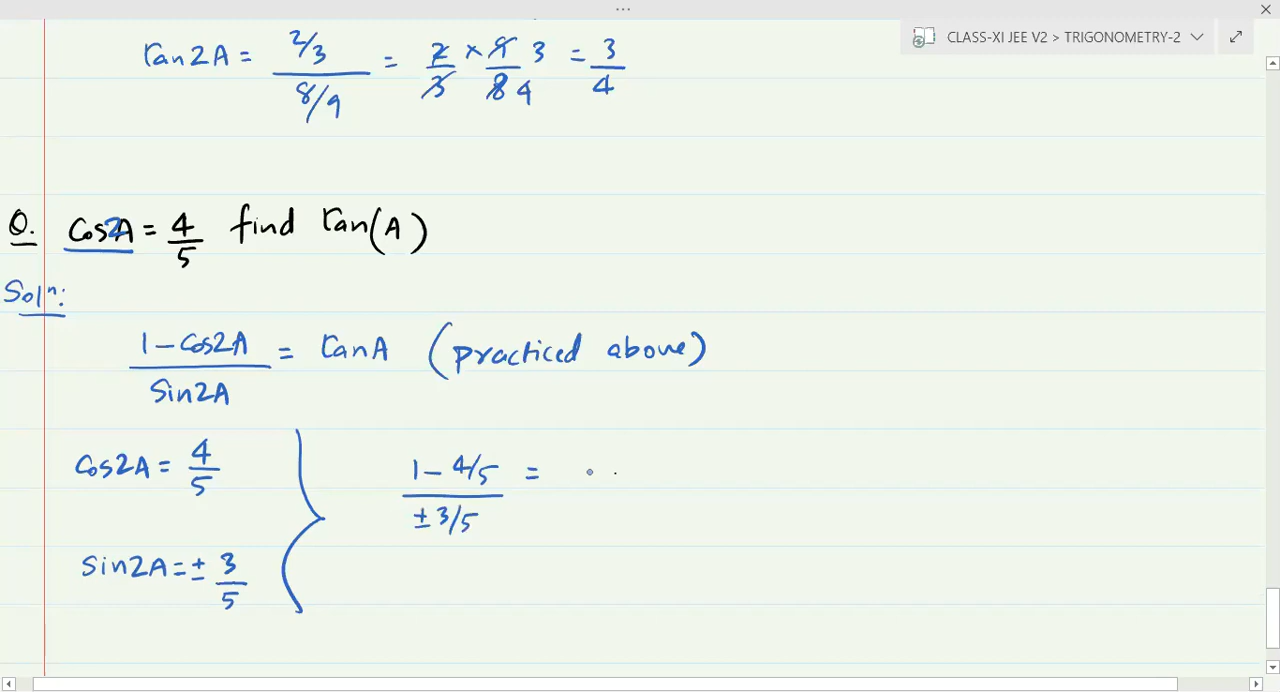 CLASS-XI JEE V2 > TRIGONOMETRY-2
tan2A = 2/3 / 8/9 = 2/3 × 9/8 3 4 = 3/4
Q. Cos2A = 4/5 find tan(A)
Solⁿ:
1-Cos2A / Sin2A = tanA (practiced above)
Cos2A = 4/5
1 - 4/5 / ± 3/5 =
Sin2A = ± 3/5